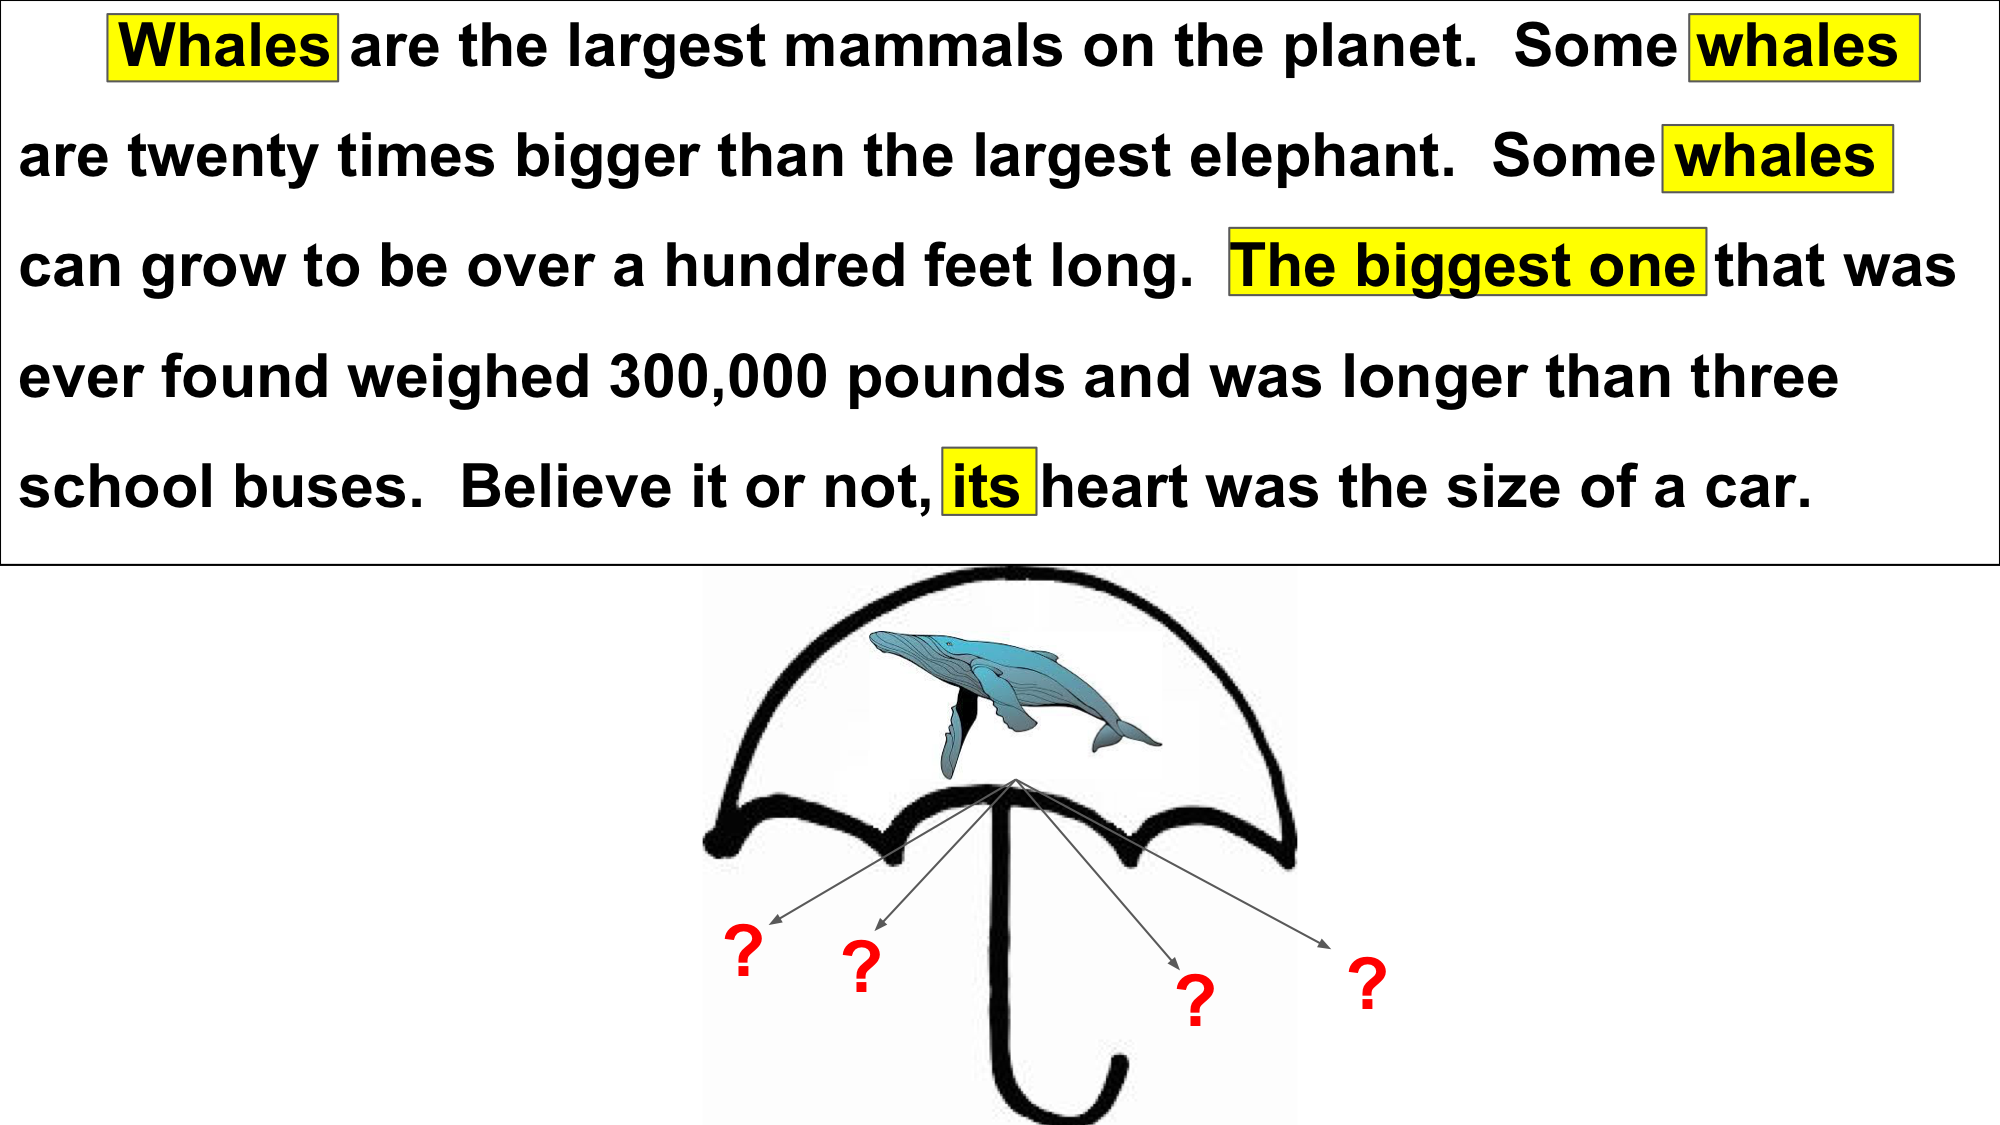 Whales are the largest mammals on the planet.  Some whales
are twenty times bigger than the largest elephant.  Some whales
can grow to be over a hundred feet long.  The biggest one that was
ever found weighed 300,000 pounds and was longer than three
school buses.  Believe it or not, its heart was the size of a car.
? ? ? ?